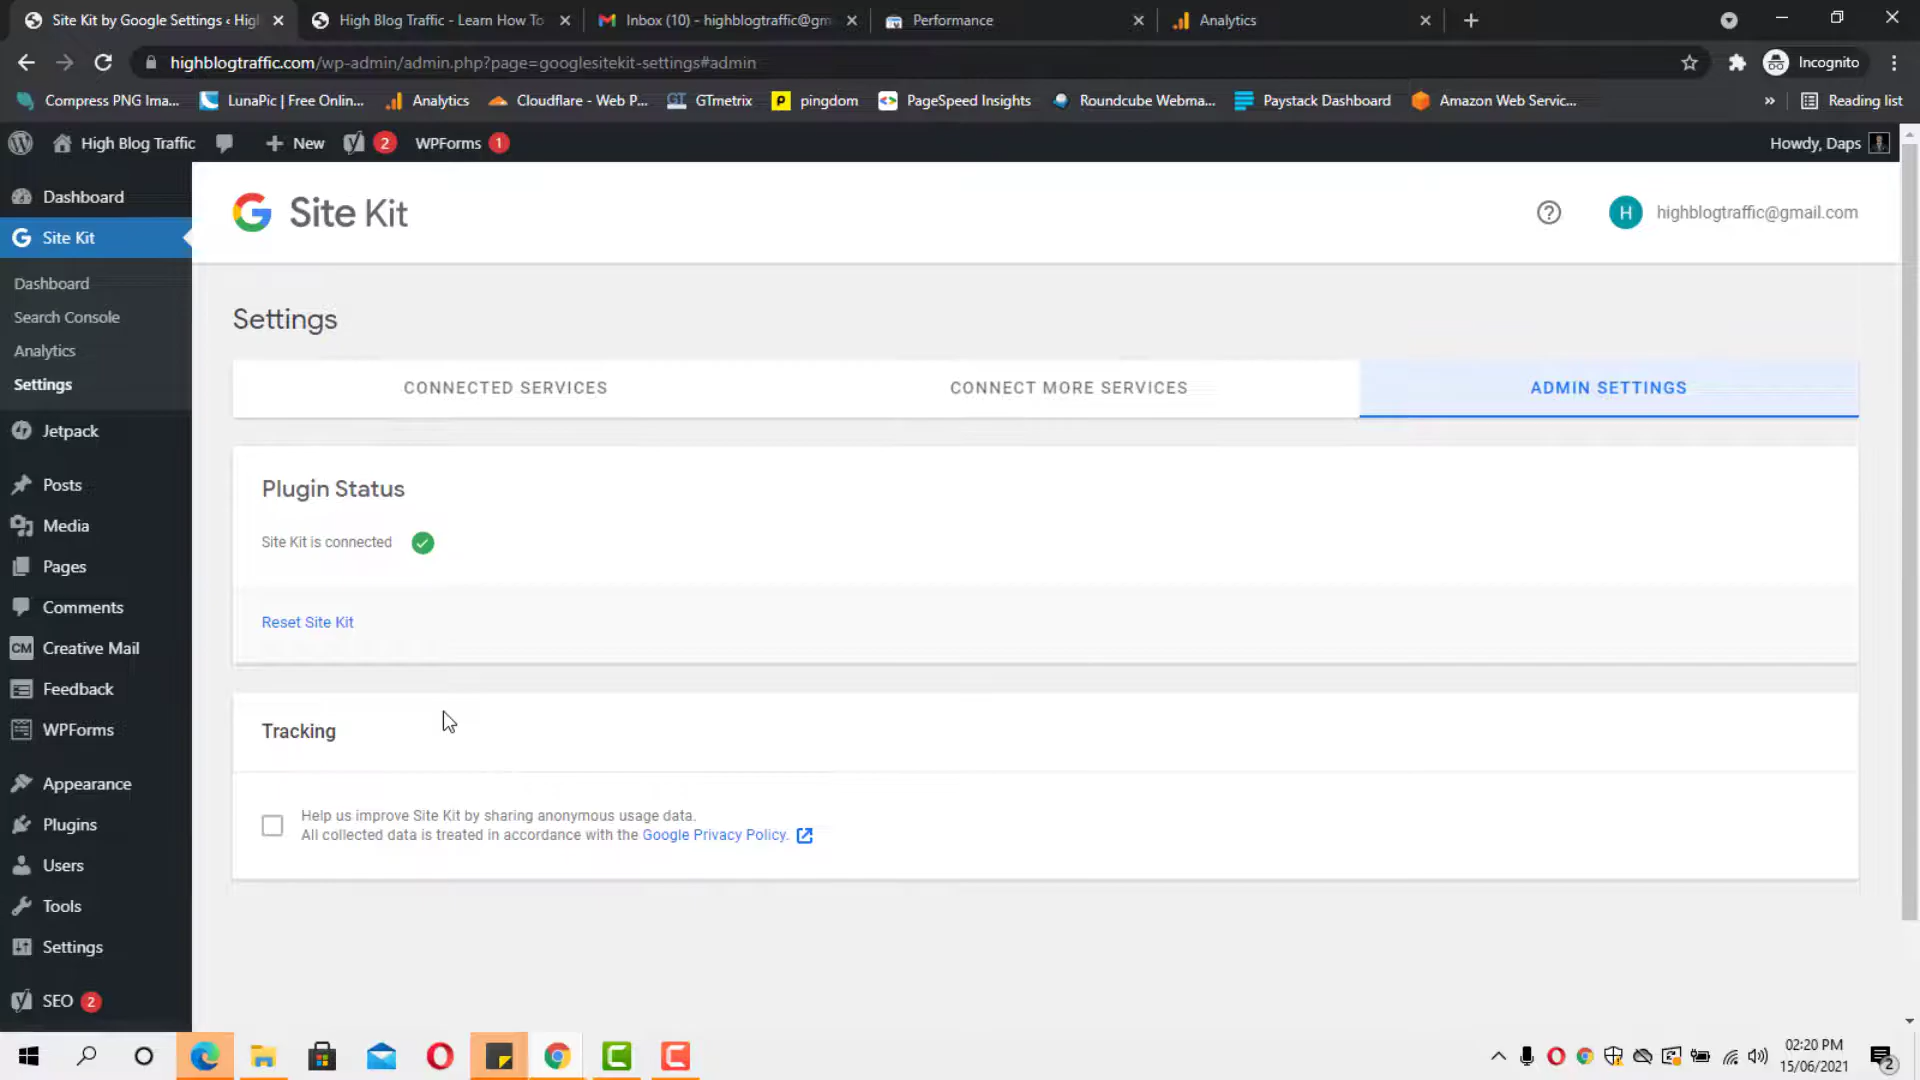 Site Kit by Google Settings ‹ Higl
High Blog Traffic - Learn How To
Inbox (10) - highblogtraffic@gm
Performance
Analytics
highblogtraffic.com/wp-admin/admin.php?page=googlesitekit-settings#admin
Incognito
Compress PNG Ima...
LunaPic | Free Onlin...
Analytics
Cloudflare - Web P...
GTmetrix
pingdom
PageSpeed Insights
Roundcube Webma...
Paystack Dashboard
Amazon Web Servic...
»
Reading list
High Blog Traffic
New
2
WPForms
1
Howdy, Daps
Dashboard
Site Kit
Dashboard
Search Console
Analytics
Settings
Jetpack
Posts
Media
Pages
Comments
CM
Creative Mail
Feedback
WPForms
Appearance
Plugins
Users
Tools
Settings
SEO
2
Site Kit
H
highblogtraffic@gmail.com
Settings
CONNECTED SERVICES
CONNECT MORE SERVICES
ADMIN SETTINGS
Plugin Status
Site Kit is connected
Reset Site Kit
Tracking
Help us improve Site Kit by sharing anonymous usage data.
All collected data is treated in accordance with the Google Privacy Policy.
02:20 PM
15/06/2021
2